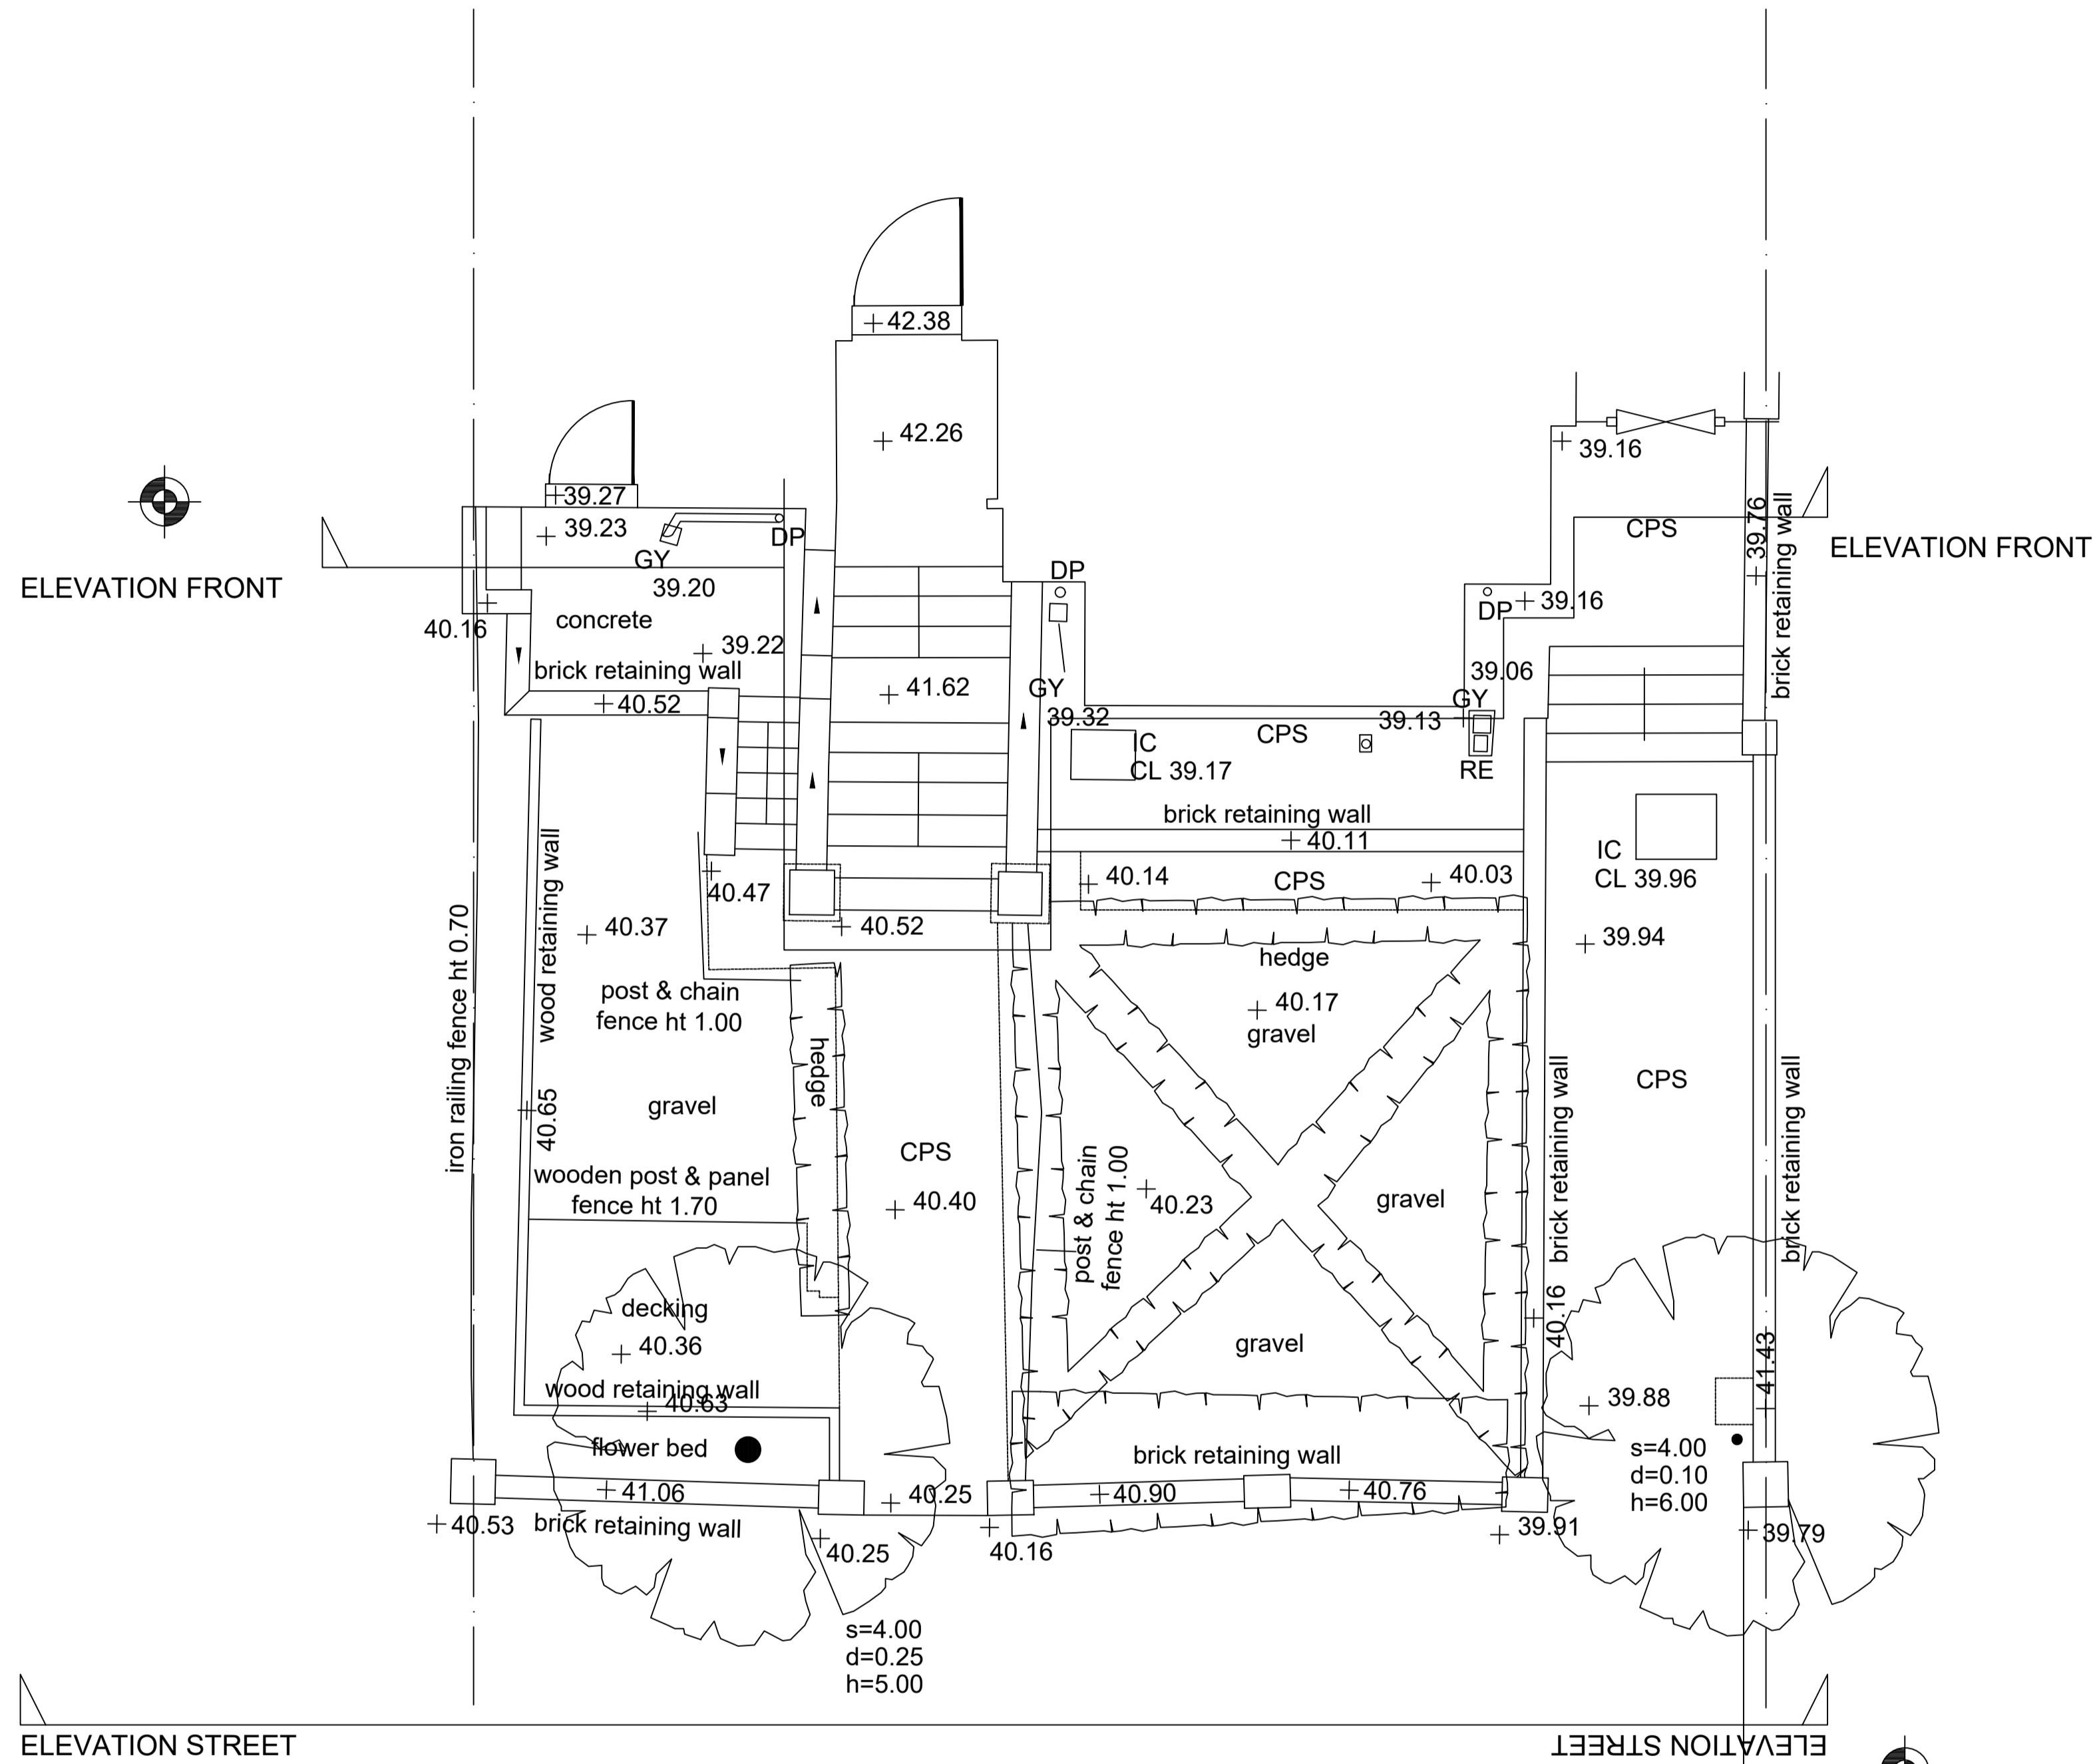 42.38
42.26
39.16
39.27
39.23
DP
GY
39.20
CPS
39.76
brick retaining wall
ELEVATION FRONT
ELEVATION FRONT
DP
DP
39.16
40.16
concrete
39.22
brick retaining wall
40.52
41.62
GY
39.32
39.06
GY
39.13
CPS
IC
CL 39.17
RE
brick retaining wall
40.11
40.14
CPS
40.03
IC
CL 39.96
40.47
40.52
40.37
39.94
wood retaining wall
iron railing fence ht 0.70
post & chain
fence ht 1.00
hedge
hedge
40.17
gravel
40.65
gravel
CPS
CPS
brick retaining wall
brick retaining wall
wooden post & panel
fence ht 1.70
40.40
post & chain
fence ht 1.00
40.23
gravel
decking
40.36
gravel
40.16
41.43
wood retaining wall
40.63
39.88
flower bed
brick retaining wall
s=4.00
d=0.10
h=6.00
41.06
40.25
40.90
40.76
40.53
brick retaining wall
40.25
40.16
39.91
39.79
s=4.00
d=0.25
h=5.00
ELEVATION STREET
ELEVATION STREET